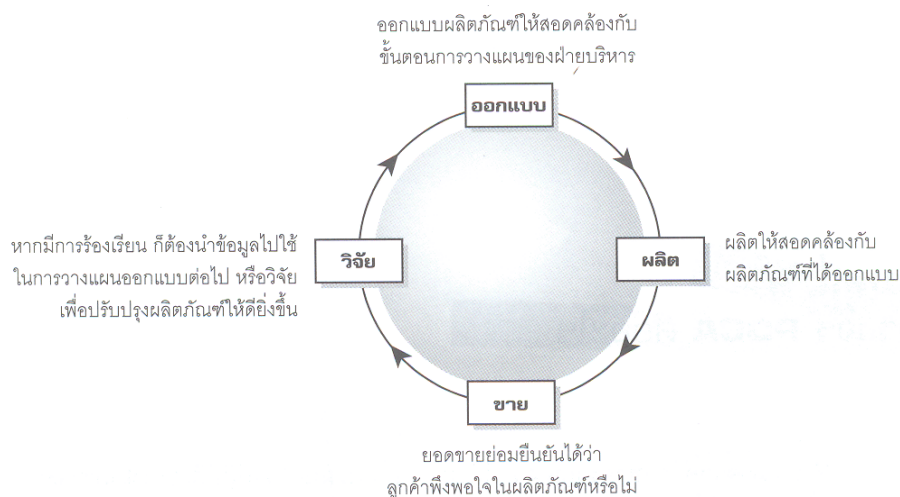 ออกแบบผลิตภัณฑ์ให้สอดคล้องกับ
ขั้นตอนการวางแผนของฝ่ายบริหาร
ออกแบบ
หากมีการร้องเรียน ก็ต้องนำข้อมูลไปใช้
ในการวางแผนออกแบบต่อไป หรือวิจัย
เพื่อปรับปรุงผลิตภัณฑ์ให้ดียิ่งขึ้น
วิจัย
ผลิต
ผลิตให้สอดคล้องกับ
ผลิตภัณฑ์ที่ได้ออกแบบ
ขาย
ยอดขายย่อมยืนยันได้ว่า
ลูกค้าพึงพอใจในผลิตภัณฑ์หรือไม่